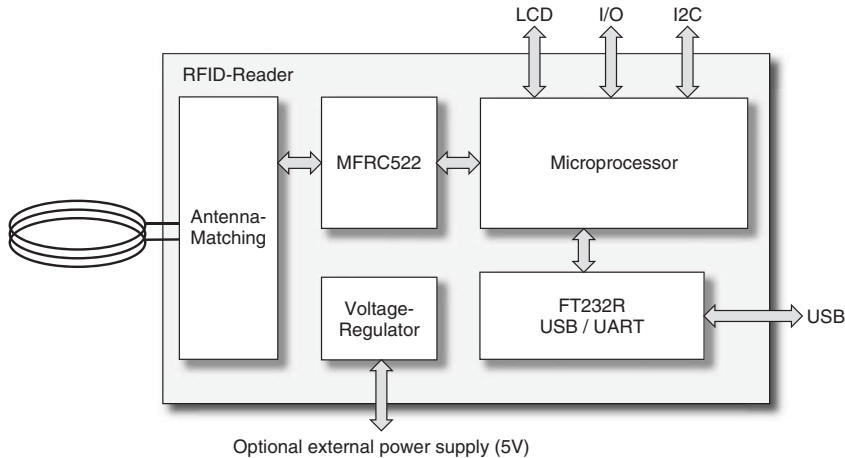 LCD I/O I2C
RFID-Reader
MFRC522
Microprocessor
Antenna-
Matching
Voltage-
Regulator
FT232R
USB / UART
USB
Optional external power supply (5V)